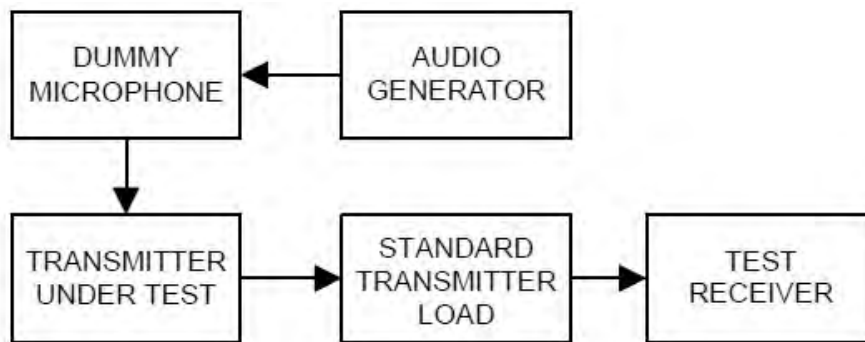 DUMMY
MICROPHONE
AUDIO
GENERATOR
TRANSMITTER
UNDER TEST
STANDARD
TRANSMITTER
LOAD
TEST
RECEIVER